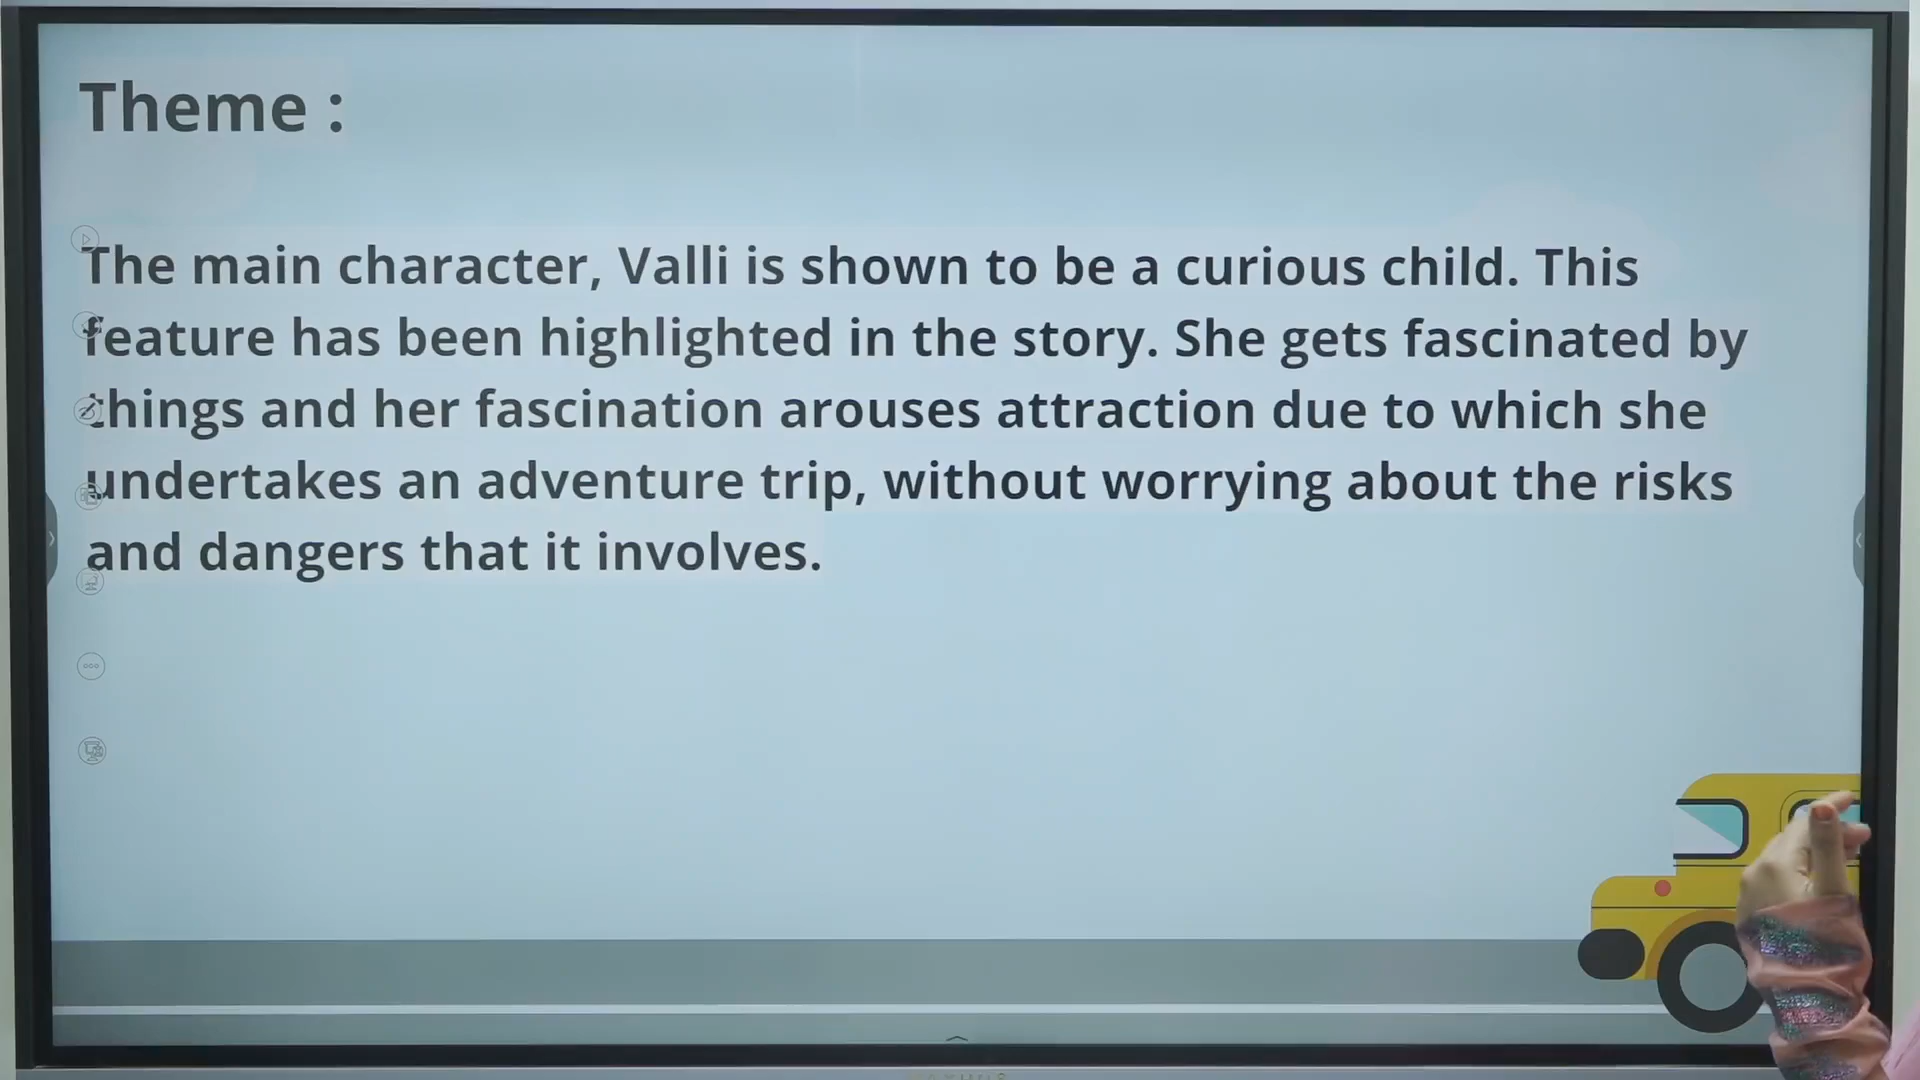 Theme :
The main character, Valli is shown to be a curious child. This
feature has been highlighted in the story. She gets fascinated by
things and her fascination arouses attraction due to which she
undertakes an adventure trip, without worrying about the risks
and dangers that it involves.